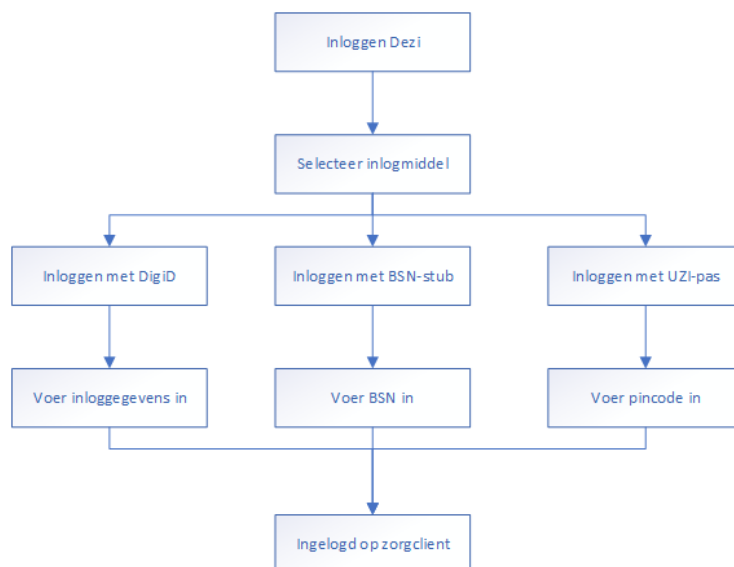 Inloggen Dezi
Selecteer inlogmiddel
Inloggen met DigiD
Inloggen met BSN-stub
Inloggen met UZI-pas
Voer inloggegevens in
Voer BSN in
Voer pincode in
Ingelogd op zorgclient